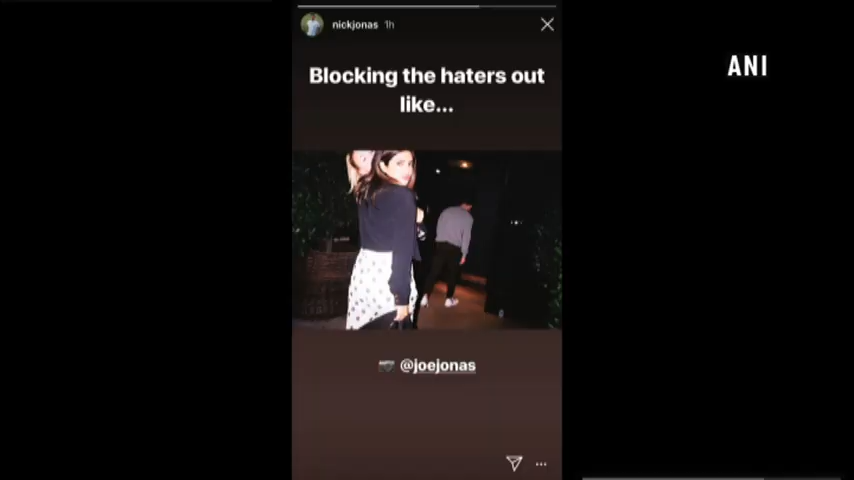 nickjonas 1h
ANI
Blocking the haters out
like...
@joejonas